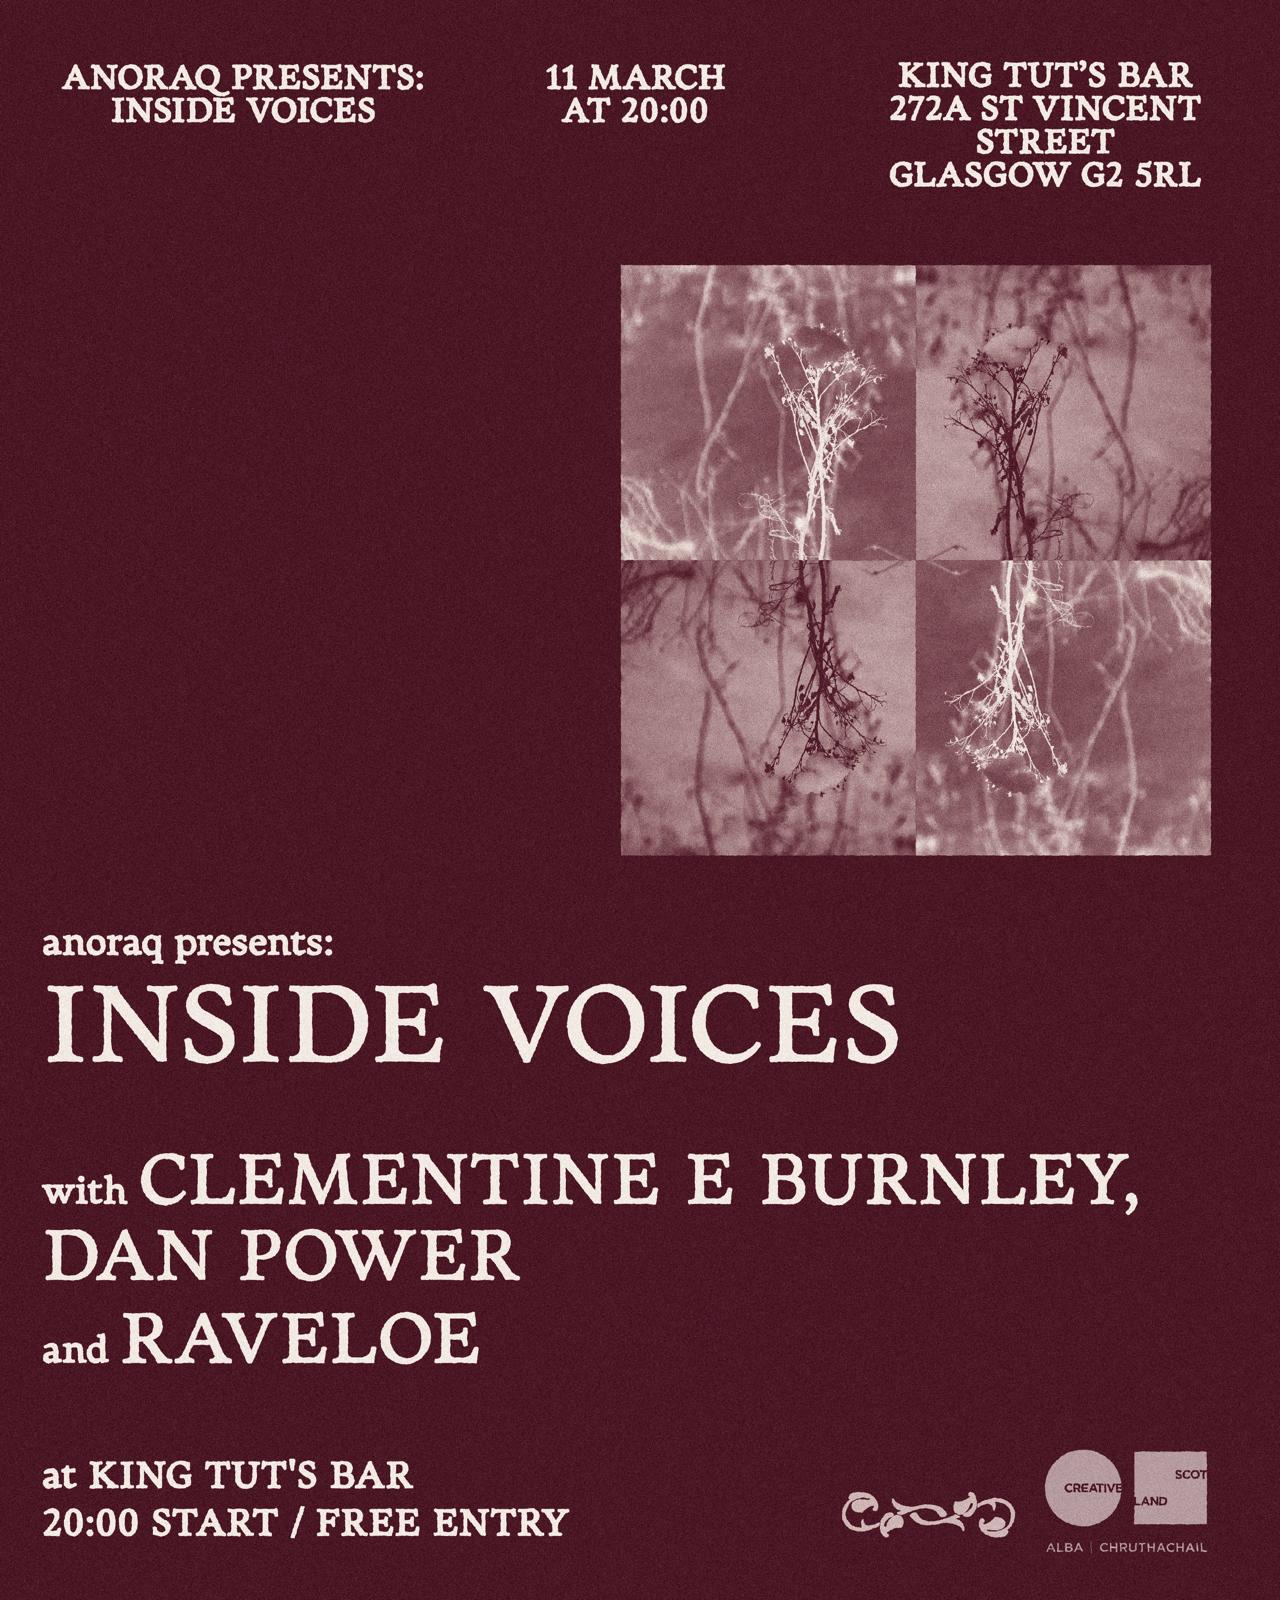 ANORAQ PRESENTS:
INSIDE VOICES
11 MARCH
AT 20:00
KING TUT’S BAR
272A ST VINCENT
STREET
GLASGOW G2 5RL
anoraq presents:
INSIDE VOICES
with CLEMENTINE E BURNLEY,
DAN POWER
and RAVELOE
at KING TUT'S BAR
20:00 START / FREE ENTRY
SCOT
CREATIVE LAND
ALBA | CHRUTHACHAIL